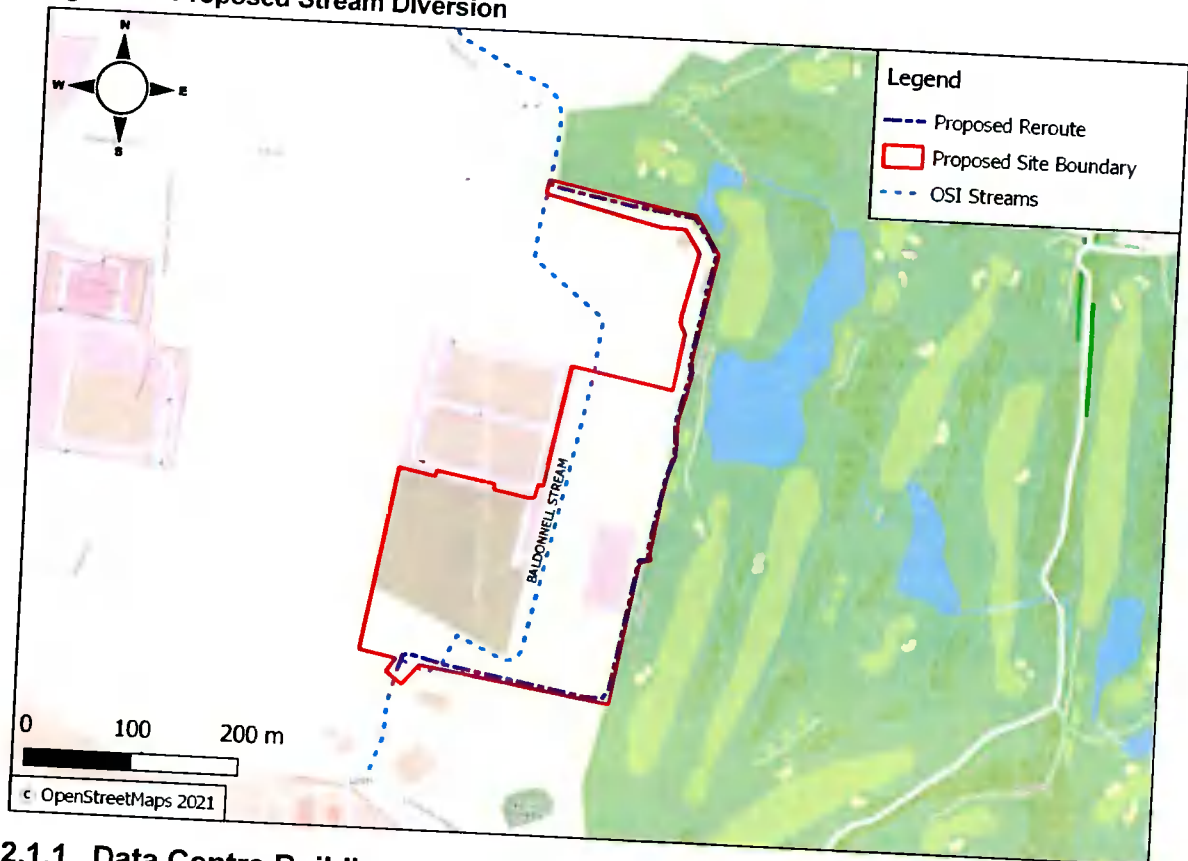 Proposed Stream Diversion
N
W
E
S
Legend
Proposed Reroute
Proposed Site Boundary
OSI Streams
BALDONNELL STREAM
0 100 200 m
c OpenStreetMaps 2021
2.1.1 Data Centre